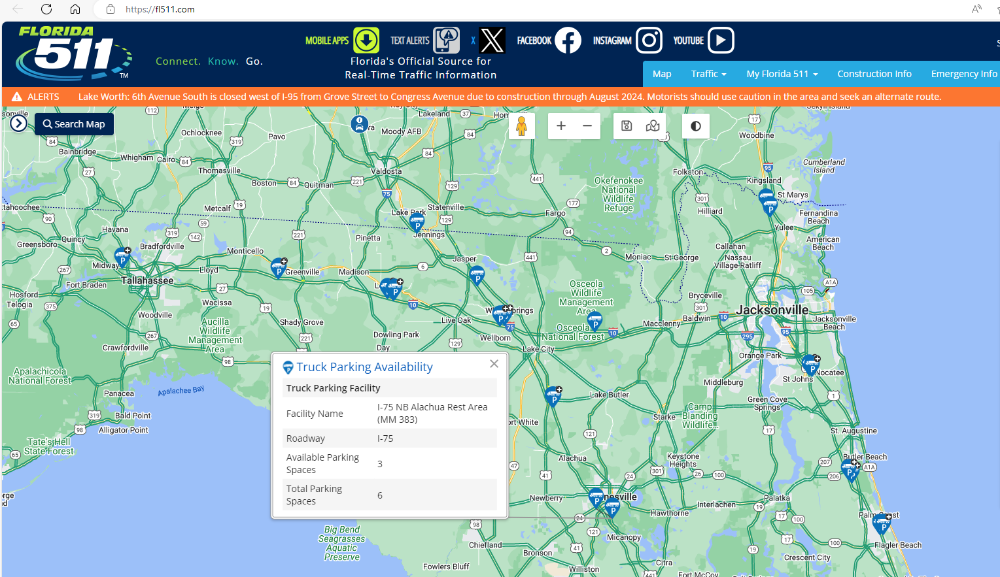 https://fl511.com
FLORIDA
511
TM
Connect. Know. Go.
MOBILE APPS
TEXT ALERTS
X
FACEBOOK
INSTAGRAM
YOUTUBE
Florida's Official Source for
Real-Time Traffic Information
Map
Traffic
My Florida 511
Construction Info
Emergency Info
ALERTS
Lake Worth: 6th Avenue South is closed west of I-95 from Grove Street to Congress Avenue due to construction through August 2024. Motorists should use caution in the area and seek an alternate route.
Search Map
Truck Parking Availability
Truck Parking Facility
Facility Name
I-75 NB Alachua Rest Area
(MM 383)
Roadway
I-75
Available Parking
Spaces
3
Total Parking
Spaces
6
Lakeland
Moody AFB
Ochlocknee
Pavo
Bainbridge
Whigham
Cairo
Thomasville
Boston
Quitman
Valdosta
Woodbine
Folkston
Cumberland
Island
Kingsland
St Marys
Okefenokee
National
Wildlife
Refuge
Metcalf
Lake Park
Statenville
Fargo
Hilliard
Fernandina
Beach
Yulee
American
Beach
Havana
Quincy
Greensboro
Bradfordville
Monticello
Pinetta
Jennings
Jasper
Moniac
St George
Callahan
Nassau
Village-Ratliff
Midway
Tallahassee
Lloyd
Greenville
Madison
Fort Braden
Hosford
Telogia
Wacissa
Woodville
Shady Grove
Live Oak
Osceola
Wildlife
Management
Area
Osceola
National Forest
Bryceville
Jacksonville
Macclenny
Baldwin
Jacksonville
Beach
Aucilla
Wildlife
Management
Area
Crawfordville
Dowling Park
Day
Wellborn
Lake City
Orange Park
Nocatee
St Johns
Middleburg
Apalachicola
National Forest
Panacea
Apalachee Bay
Bald Point
Alligator Point
Tate's Hell
State Forest
Lake Butler
Starke
Camp
Blanding
Wildlife...
Green Cove
Springs
St. Augustine
Alachua
Keystone
Heights
Butler Beach
Newberry
Interlachen
Palatka
Hawthorne
Micanopy
Flagler Beach
Big Bend
Seagrasses
Aquatic
Preserve
Chiefland
Bronson
Crescent City
Citra
Fowlers Bluff
Williston
Fort McCoy